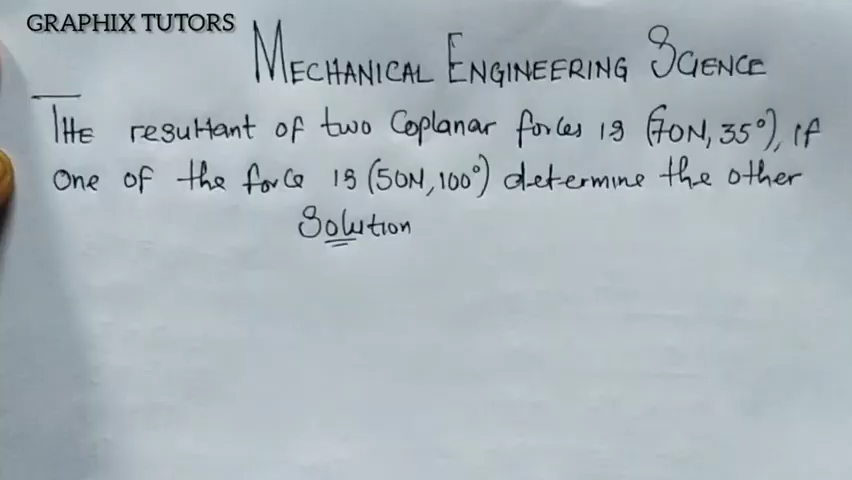 GRAPHIX TUTORS
MECHANICAL ENGINEERING SCIENCE
THE resultant of two Coplanar forces is (70N, 35°), if
one of the force is (50N, 100°) determine the other
Solution